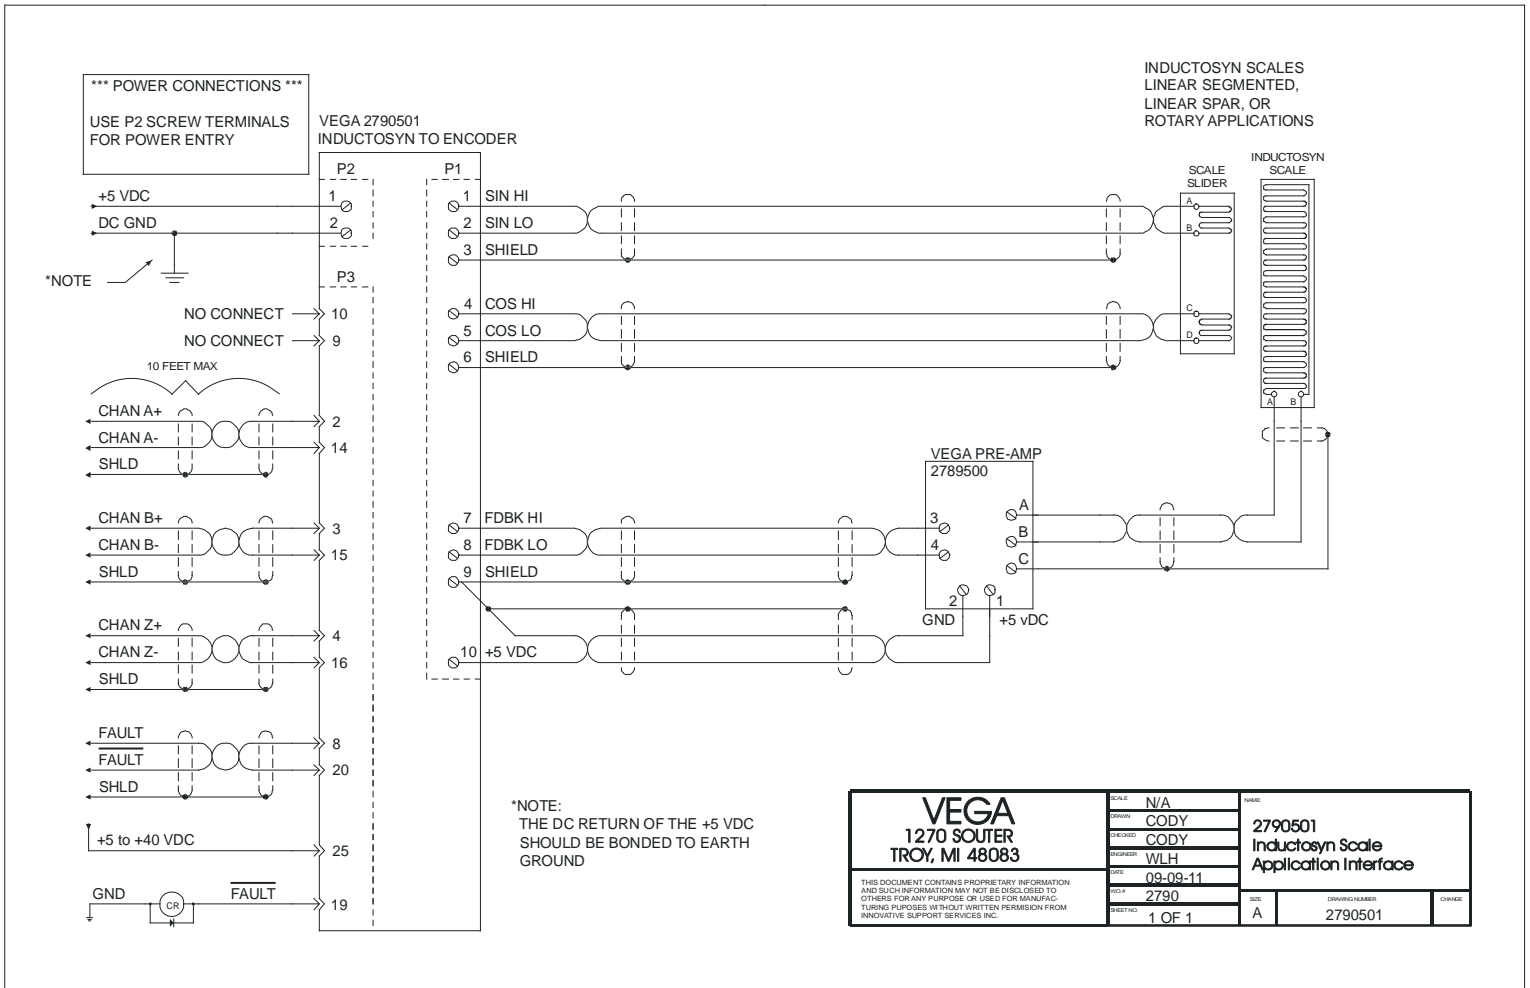 *** POWER CONNECTIONS ***
USE P2 SCREW TERMINALS
FOR POWER ENTRY
VEGA 2790501
INDUCTOSYN TO ENCODER
INDUCTOSYN SCALES
LINEAR SEGMENTED,
LINEAR SPAR, OR
ROTARY APPLICATIONS
P2
P1
+5 VDC
1
DC GND
2
*NOTE
P3
NO CONNECT
10
NO CONNECT
9
10 FEET MAX
CHAN A+
2
CHAN A-
14
SHLD
CHAN B+
3
CHAN B-
15
SHLD
CHAN Z+
4
CHAN Z-
16
SHLD
FAULT
8
FAULT
20
SHLD
+5 to +40 VDC
25
GND
CR
FAULT
19
1 SIN HI
2 SIN LO
3 SHIELD
4 COS HI
5 COS LO
6 SHIELD
7 FDBK HI
8 FDBK LO
9 SHIELD
10 +5 VDC
SCALE
SLIDER
A
B
C
D
INDUCTOSYN
SCALE
A
B
VEGA PRE-AMP
2789500
3
4
A
B
C
2
1
GND
+5 vDC
*NOTE:
THE DC RETURN OF THE +5 VDC
SHOULD BE BONDED TO EARTH
GROUND
VEGA
1270 SOUTER
TROY, MI 48083
THIS DOCUMENT CONTAINS PROPRIETARY INFORMATION
AND SUCH INFORMATION MAY NOT BE DISCLOSED TO
OTHERS FOR ANY PURPOSE OR USED FOR MANUFAC-
TURING PUPOSES WITHOUT WRITTEN PERMISION FROM
INNOVATIVE SUPPORT SERVICES INC.
SCALE N/A
DRAWN CODY
CHECKED CODY
ENGINEER WLH
DATE 09-09-11
W.O.# 2790
SHEET NO. 1 OF 1
NAME:
2790501
Inductosyn Scale
Application Interface
SIZE
A
DRAWING NUMBER
2790501
CHANGE